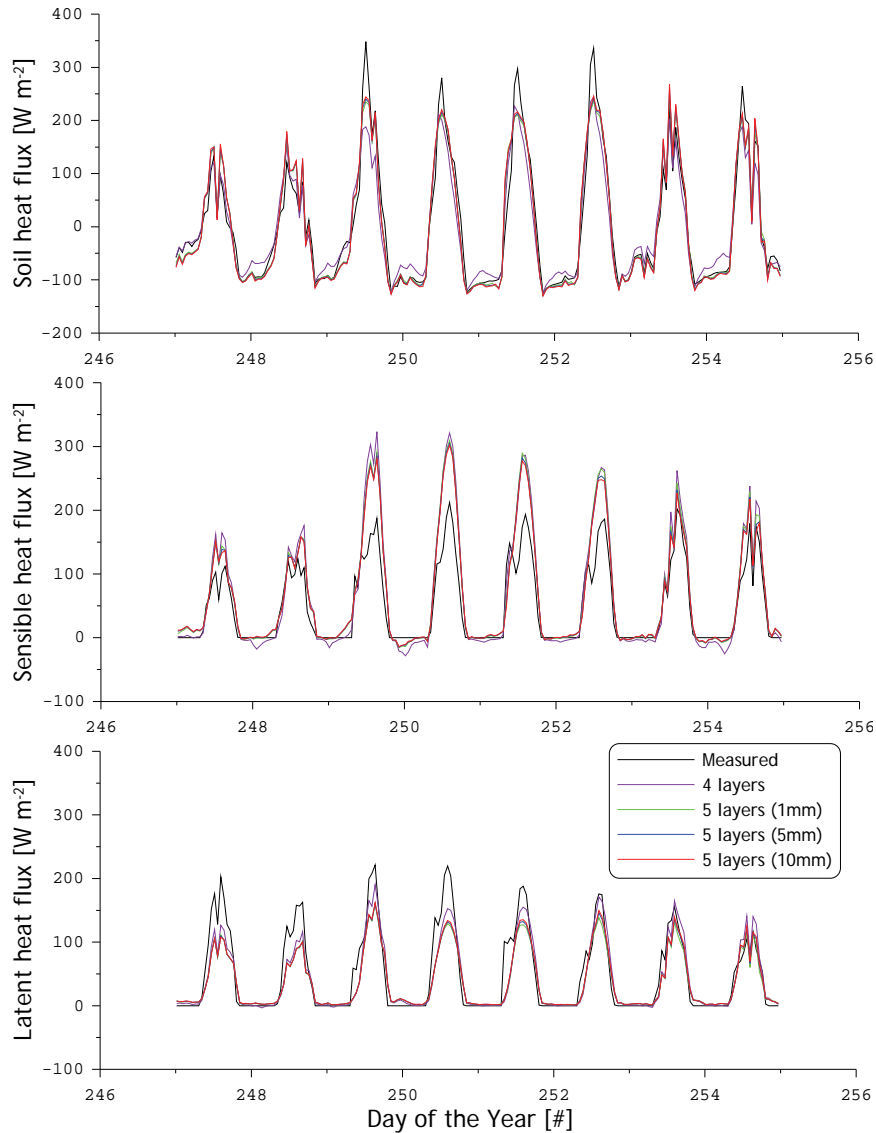 400
300
200
100
0
-100
-200
Soil heat flux [W m-2]
246 248 250 252 254 256
400
300
200
100
0
-100
Sensible heat flux [W m-2]
246 248 250 252 254 256
400
300
200
100
0
-100
Latent heat flux [W m-2]
Measured
4 layers
5 layers (1mm)
5 layers (5mm)
5 layers (10mm)
246 248 250 252 254 256
Day of the Year [#]